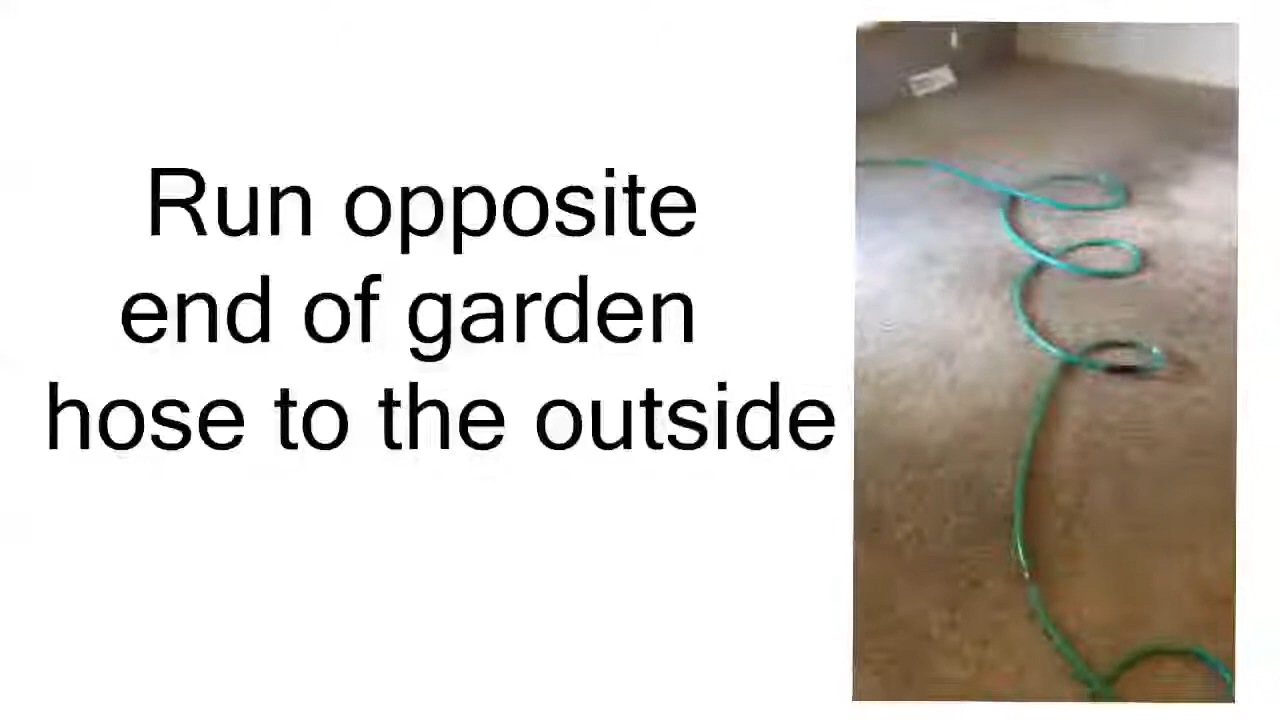 Run opposite
end of garden
hose to the outside